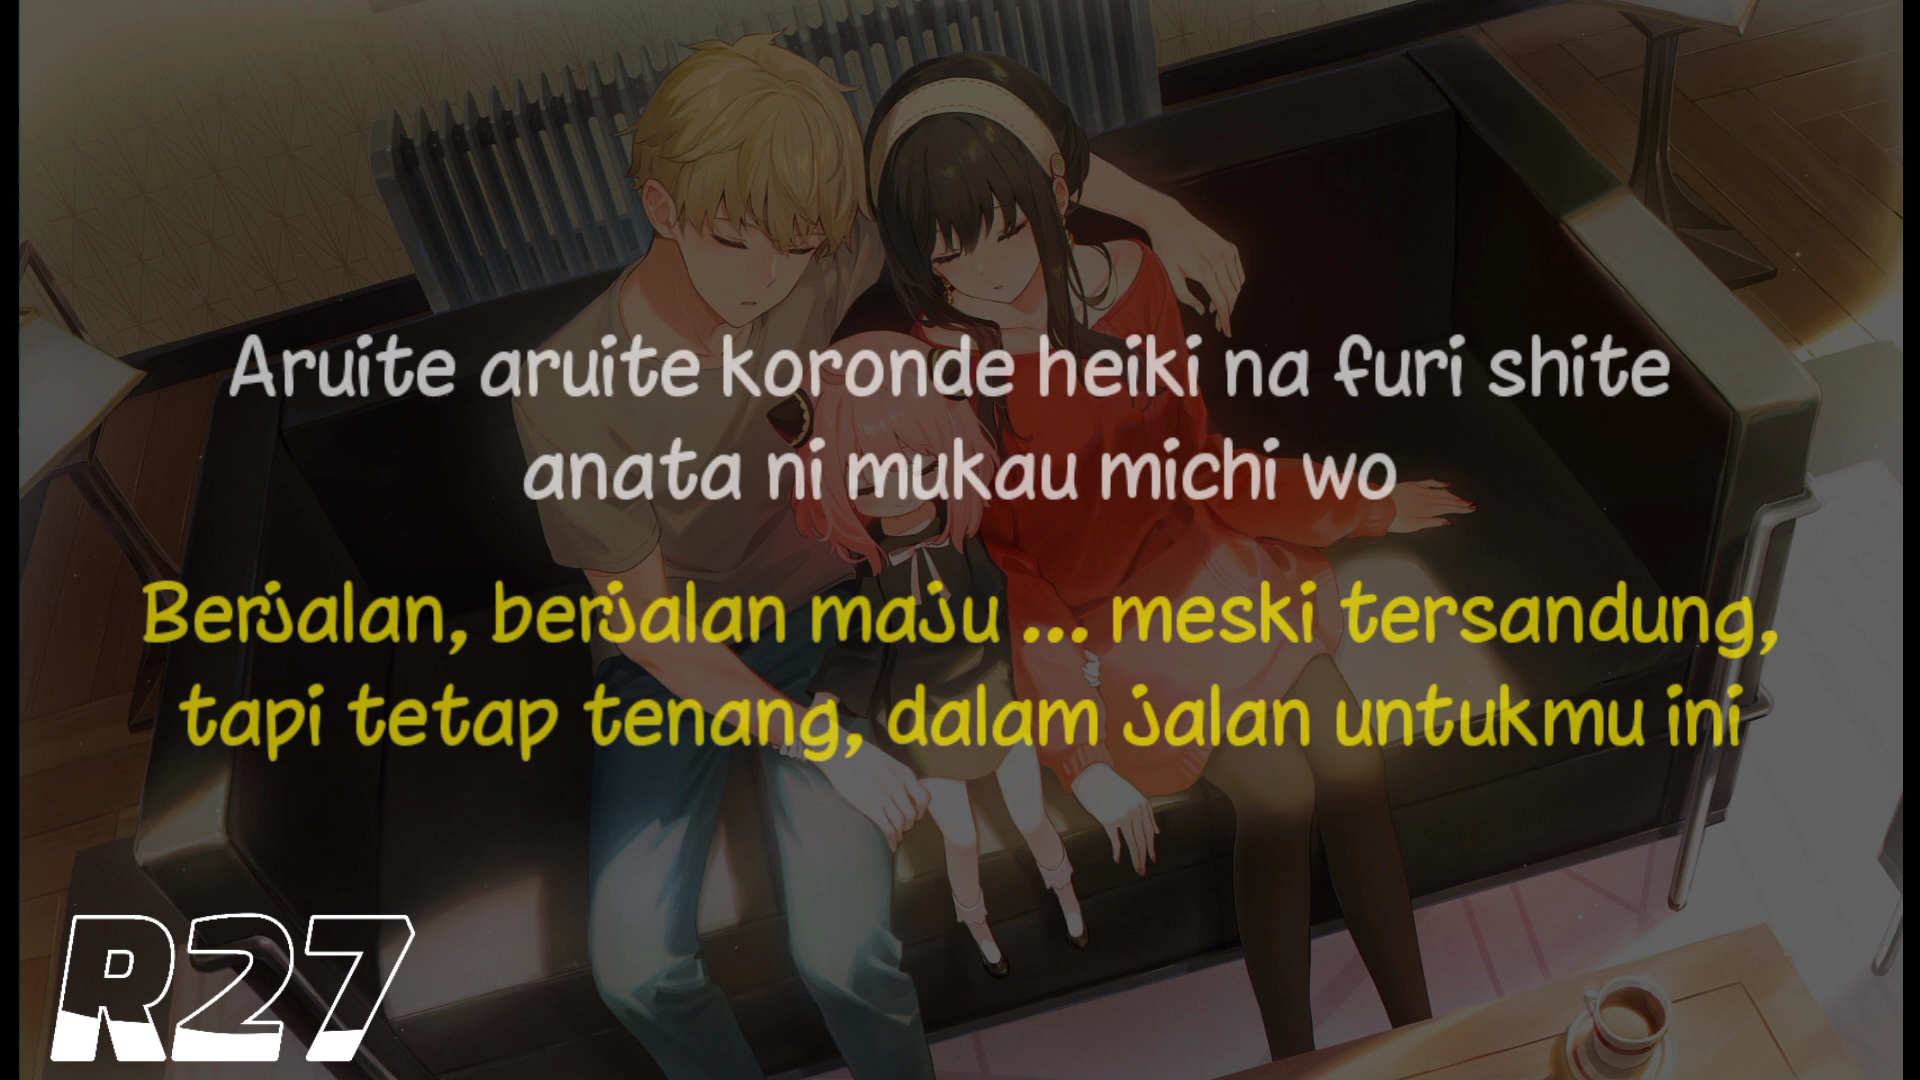 Aruite aruite koronde heiki na furi shite
anata ni mukau michi wo
Berjalan, berjalan maju ... meski tersandung,
tapi tetap tenang, dalam jalan untukmu ini
R27